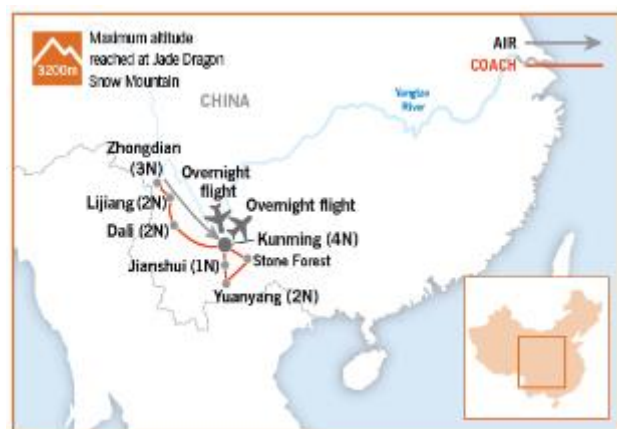 Maximum altitude
reached at Jade Dragon
Snow Mountain
3200m
AIR
COACH
CHINA
Yangtze
River
Zhongdian
(3N)
Overnight
flight
Lijiang (2N)
Overnight flight
Dali (2N)
Kunming (4N)
Stone Forest
Jianshui (1N)
Yuanyang (2N)